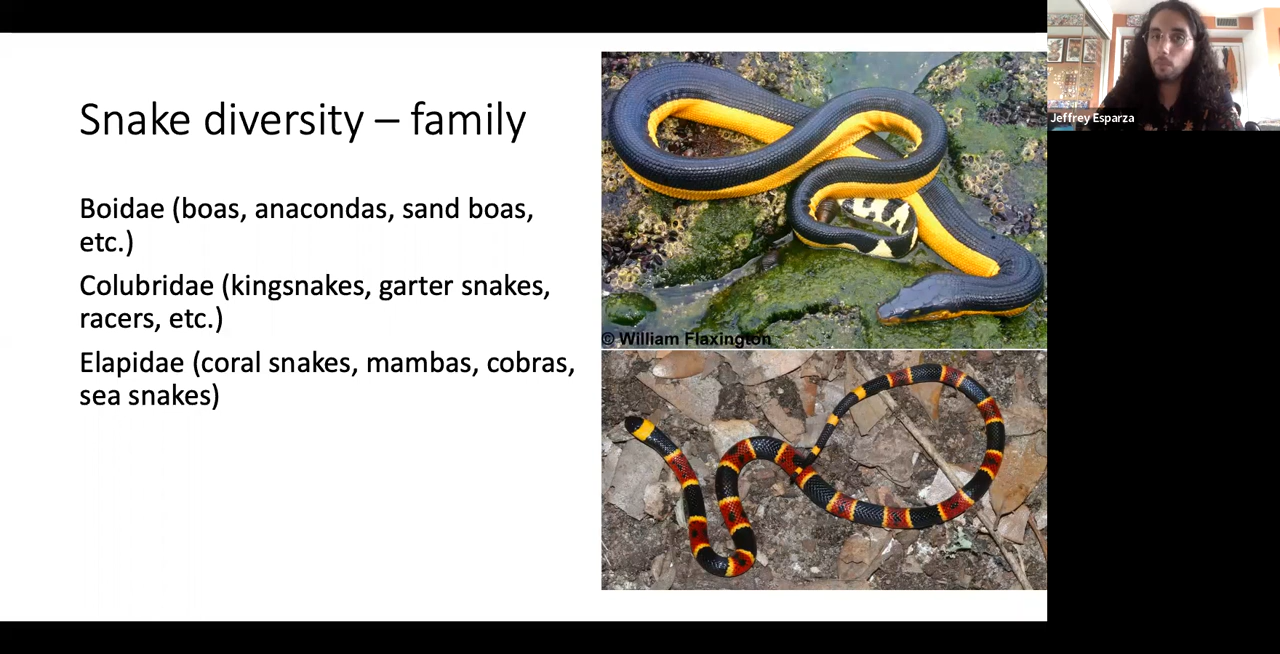 Snake diversity – family
Boidae (boas, anacondas, sand boas,
etc.)
Colubridae (kingsnakes, garter snakes,
racers, etc.)
Elapidae (coral snakes, mambas, cobras,
sea snakes)
© William Flaxington
Jeffrey Esparza